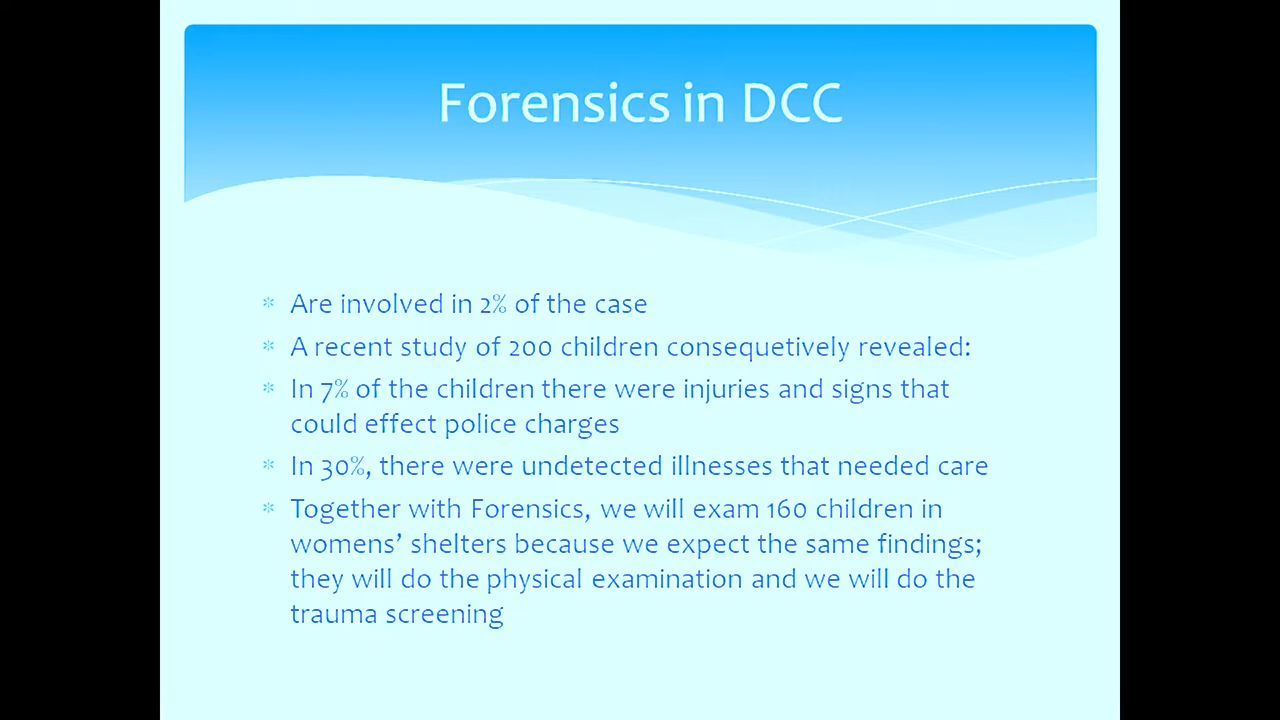 Forensics in DCC
* Are involved in 2% of the case
* A recent study of 200 children consequetively revealed:
* In 7% of the children there were injuries and signs that
could effect police charges
* In 30%, there were undetected illnesses that needed care
* Together with Forensics, we will exam 160 children in
womens’ shelters because we expect the same findings;
they will do the physical examination and we will do the
trauma screening